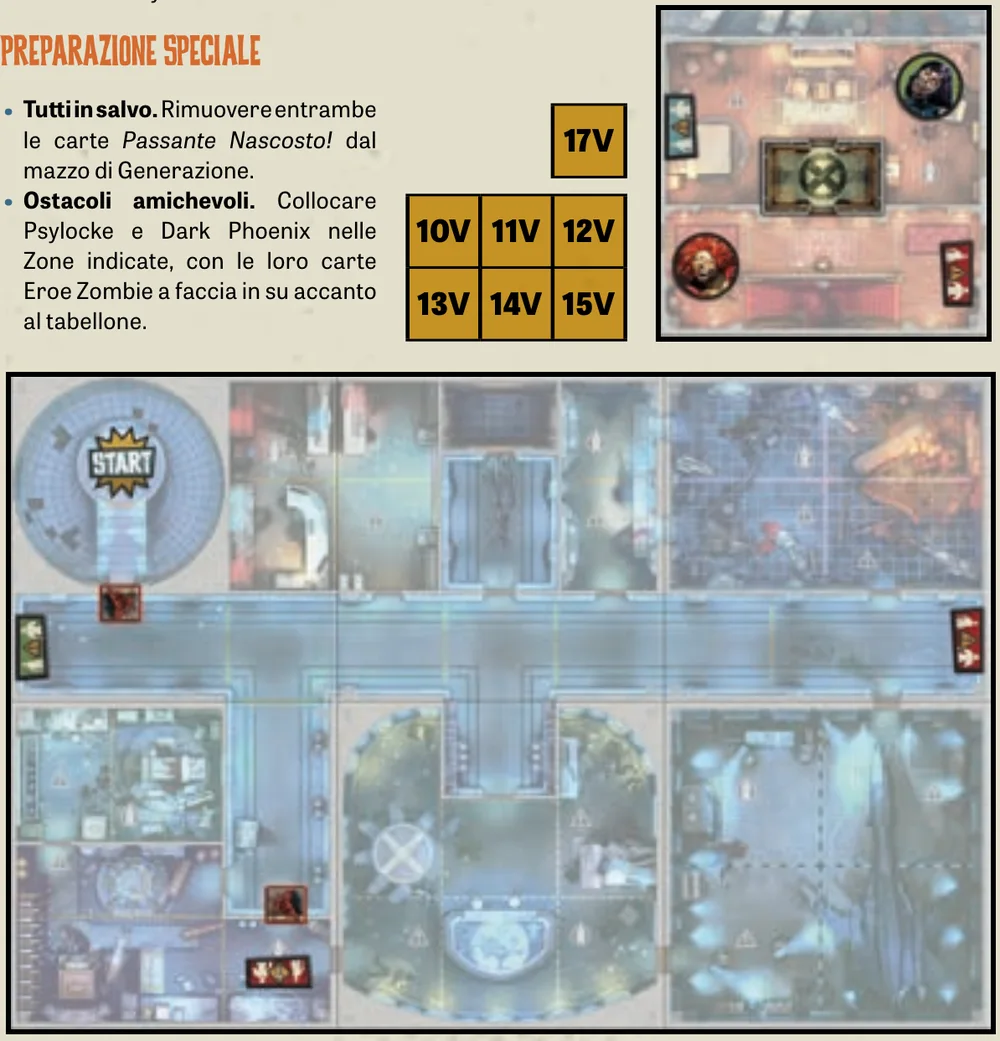 PREPARAZIONE SPECIALE
• Tutti in salvo. Rimuovere entrambe
le carte Passante Nascosto! dal
mazzo di Generazione.
• Ostacoli amichevoli. Collocare
Psylocke e Dark Phoenix nelle
Zone indicate, con le loro carte
Eroe Zombie a faccia in su accanto
al tabellone.
17V
10V 11V 12V
13V 14V 15V
START